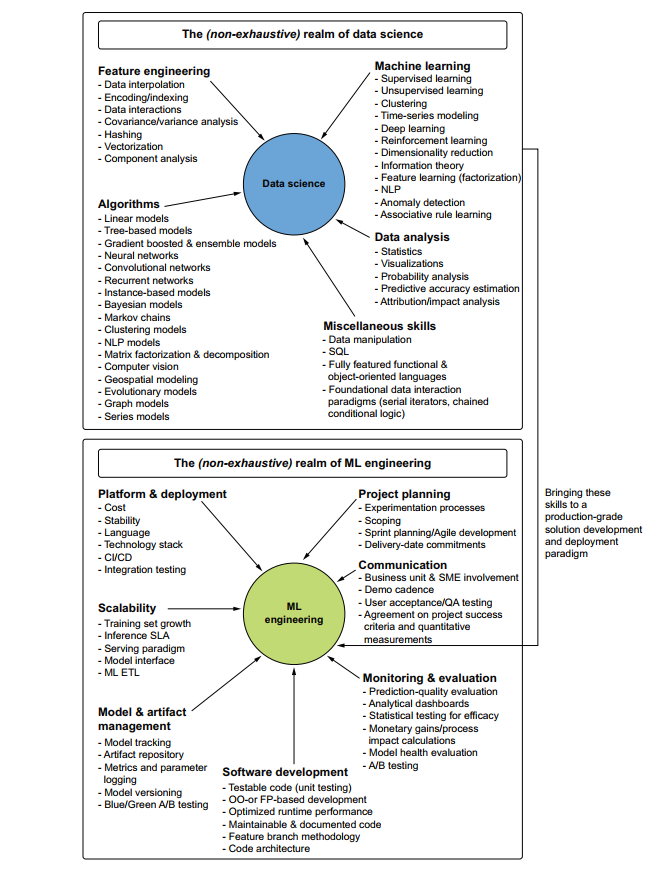 The (non-exhaustive) realm of data science
Feature engineering
- Data interpolation
- Encoding/indexing
- Data interactions
- Covariance/variance analysis
- Hashing
- Vectorization
- Component analysis
Machine learning
- Supervised learning
- Unsupervised learning
- Clustering
- Time-series modeling
- Deep learning
- Reinforcement learning
- Dimensionality reduction
- Information theory
- Feature learning (factorization)
- NLP
- Anomaly detection
- Associative rule learning
Data science
Algorithms
- Linear models
- Tree-based models
- Gradient boosted & ensemble models
- Neural networks
- Convolutional networks
- Recurrent networks
- Instance-based models
- Bayesian models
- Markov chains
- Clustering models
- NLP models
- Matrix factorization & decomposition
- Computer vision
- Geospatial modeling
- Evolutionary models
- Graph models
- Series models
Data analysis
- Statistics
- Visualizations
- Probability analysis
- Predictive accuracy estimation
- Attribution/impact analysis
Miscellaneous skills
- Data manipulation
- SQL
- Fully featured functional &
object-oriented languages
- Foundational data interaction
paradigms (serial iterators, chained
conditional logic)
The (non-exhaustive) realm of ML engineering
Platform & deployment
- Cost
- Stability
- Language
- Technology stack
- CI/CD
- Integration testing
Project planning
- Experimentation processes
- Scoping
- Sprint planning/Agile development
- Delivery-date commitments
Bringing these
skills to a
production-grade
solution development
and deployment
paradigm
Communication
- Business unit & SME involvement
- Demo cadence
- User acceptance/QA testing
- Agreement on project success
criteria and quantitative
measurements
ML
engineering
Scalability
- Training set growth
- Inference SLA
- Serving paradigm
- Model interface
- ML ETL
Monitoring & evaluation
- Prediction-quality evaluation
- Analytical dashboards
- Statistical testing for efficacy
- Monetary gains/process
impact calculations
- Model health evaluation
- A/B testing
Model & artifact
management
- Model tracking
- Artifact repository
- Metrics and parameter
logging
- Model versioning
- Blue/Green A/B testing
Software development
- Testable code (unit testing)
- OO-or FP-based development
- Optimized runtime performance
- Maintainable & documented code
- Feature branch methodology
- Code architecture